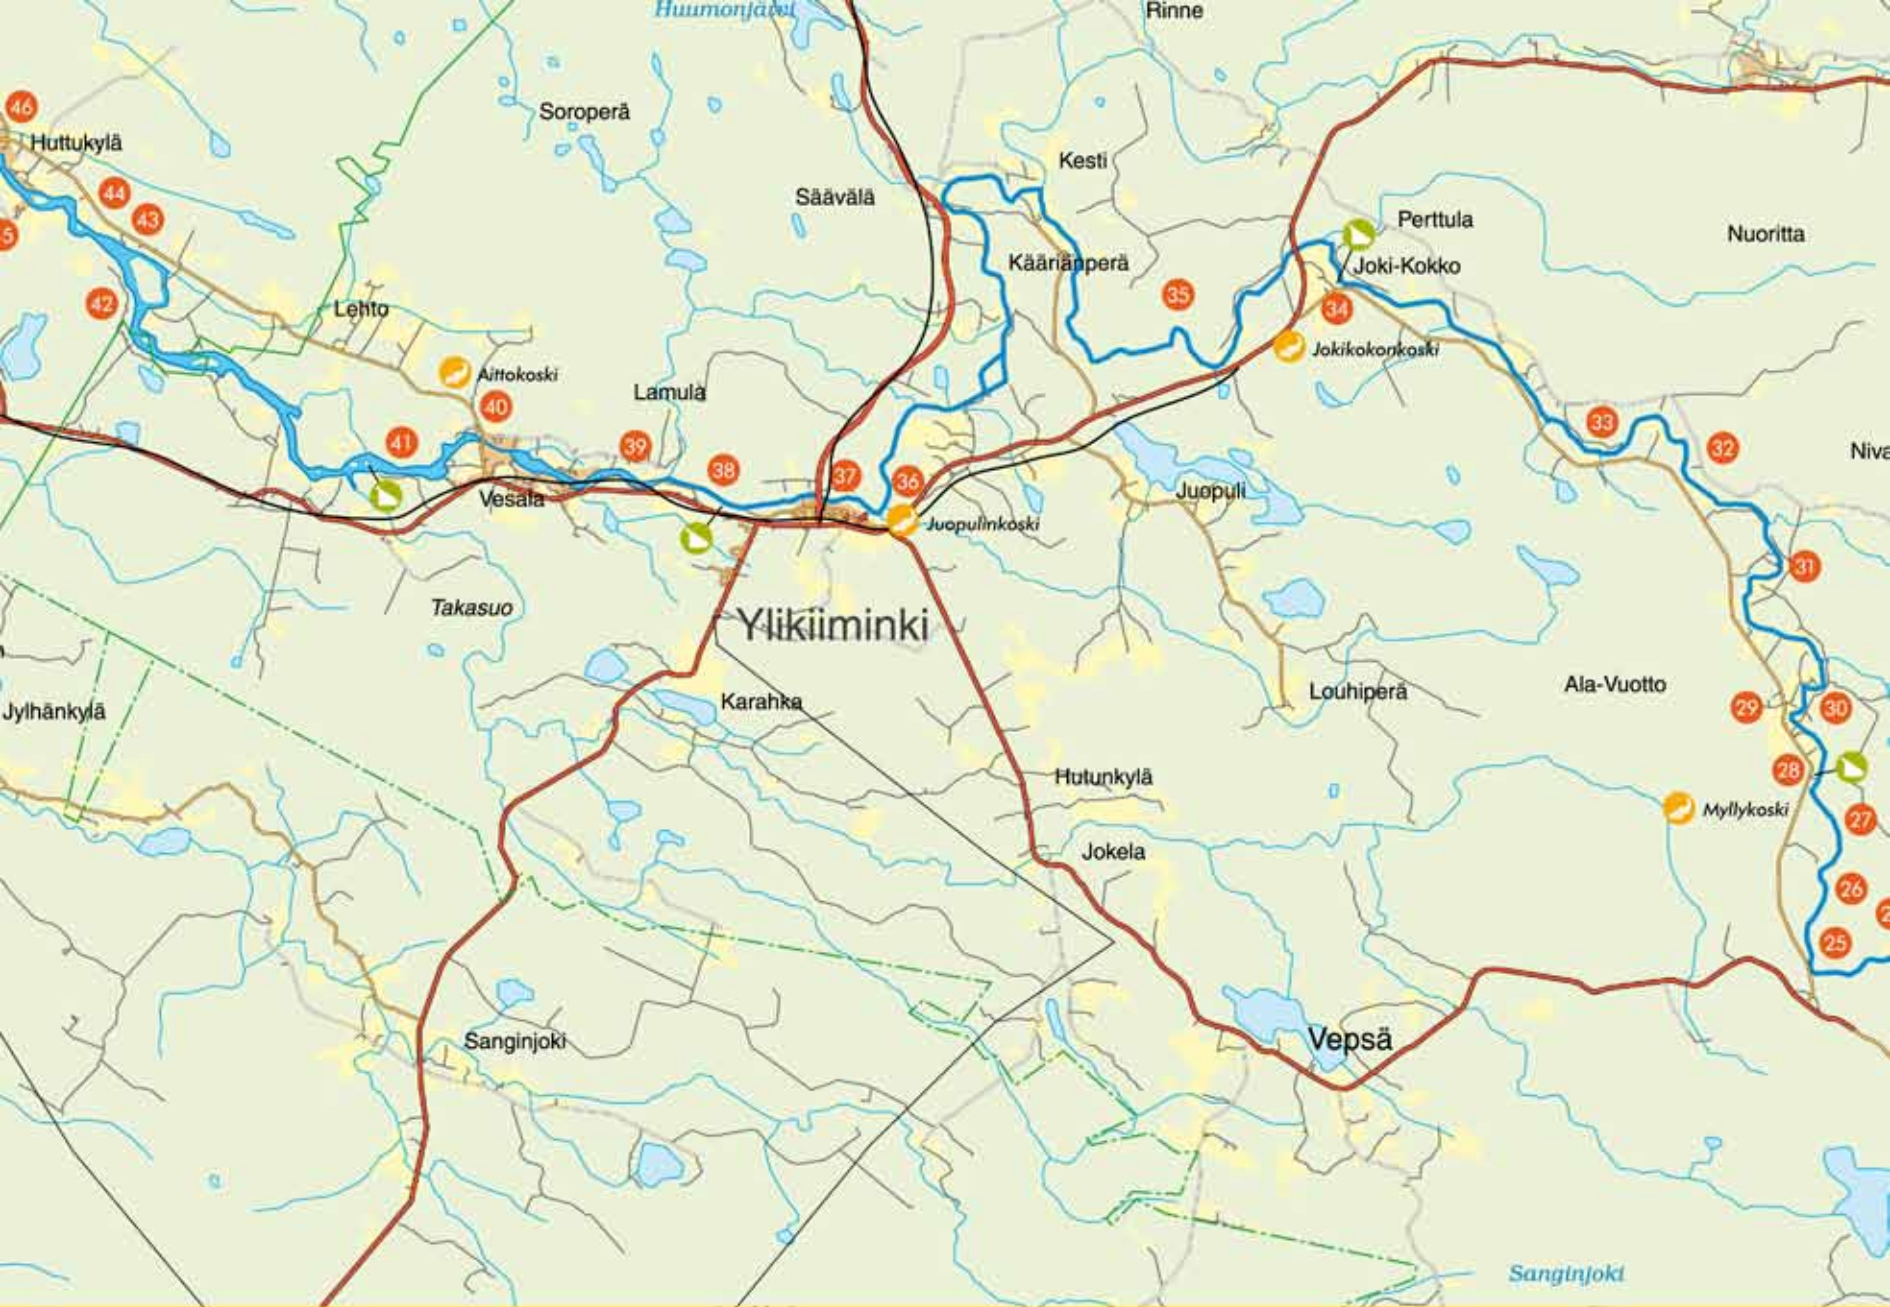 Huumonjärvi
Rinne
46
Soroperä
Huttukylä
Kesti
44
Säävälä
43
Perttula
Nuoritta
Kääriänperä
Joki-Kokko
35
42
Lehto
34
Jokikokonkoski
Aittokoski
Lamula
40
33
41
39
32
38
37
36
Vesala
Juopuli
Juopulinkoski
31
Takasuo
Ylikiiminki
Ala-Vuotto
Louhiperä
Karahka
Jylhänkylä
29
30
Hutunkylä
28
Myllykoski
27
Jokela
26
25
Vepsä
Sanginjoki
Sanginjoki